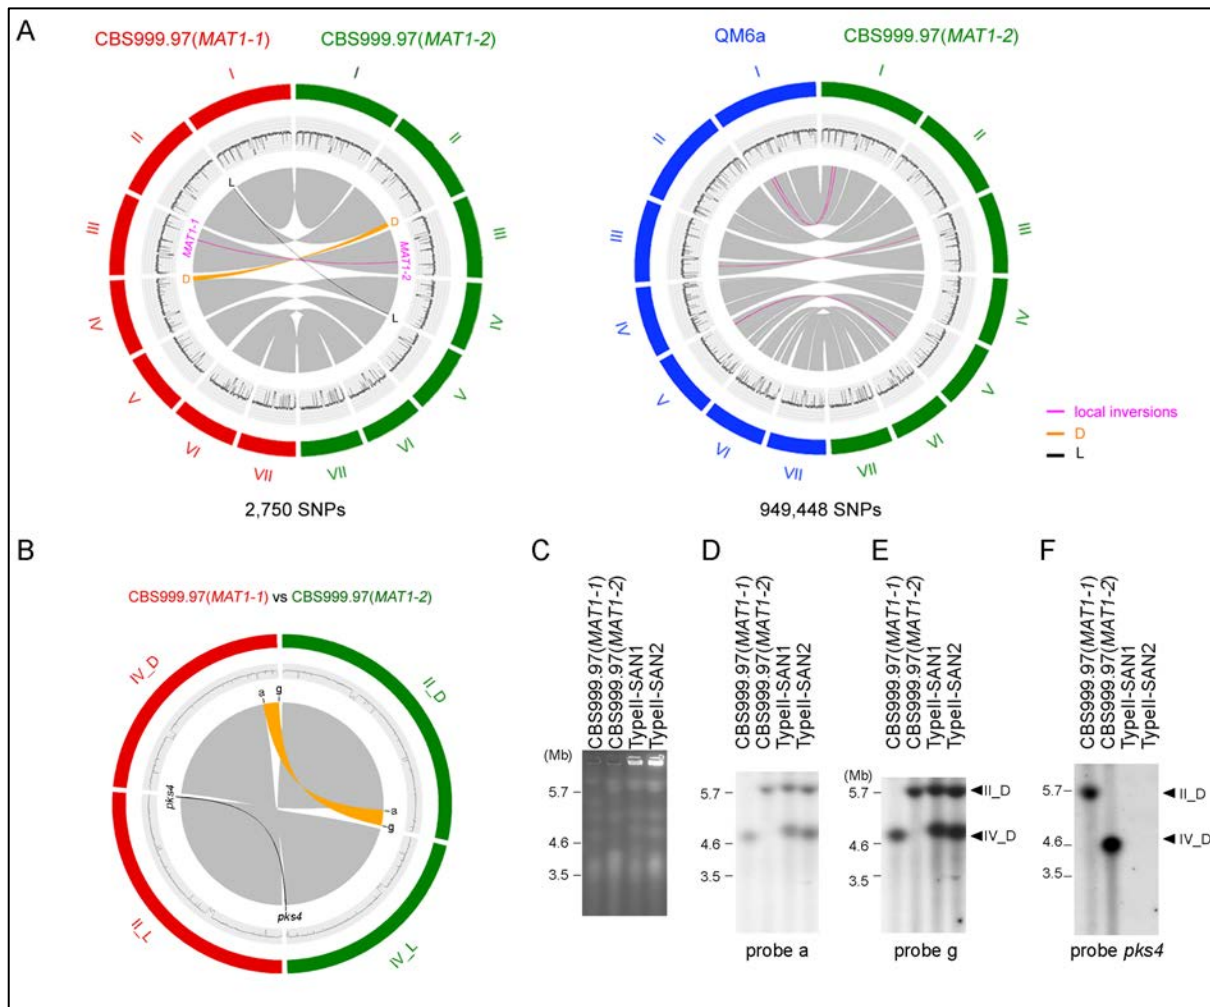 A
CBS999.97(MAT1-1) CBS999.97(MAT1-2)
I I
II II
III III
IV IV
V V
VI VI
VII VII
L
D
MAT1-1
MAT1-2
D
L
2,750 SNPs
QM6a CBS999.97(MAT1-2)
I I
II II
III III
IV IV
V V
VI VI
VII VII
949,448 SNPs
local inversions
D
L
B
CBS999.97(MAT1-1) vs CBS999.97(MAT1-2)
IV_D II_D
a g
a
g
pks4
pks4
II_L IV_L
C
CBS999.97(MAT1-1)
CBS999.97(MAT1-2)
TypeII-SAN1
TypeII-SAN2
(Mb)
5.7
4.6
3.5
D
CBS999.97(MAT1-1)
CBS999.97(MAT1-2)
TypeII-SAN1
TypeII-SAN2
5.7
4.6
3.5
probe a
E
CBS999.97(MAT1-1)
CBS999.97(MAT1-2)
TypeII-SAN1
TypeII-SAN2
(Mb)
5.7
4.6
3.5
II_D
IV_D
probe g
F
CBS999.97(MAT1-1)
CBS999.97(MAT1-2)
TypeII-SAN1
TypeII-SAN2
5.7
4.6
3.5
II_D
IV_D
probe pks4